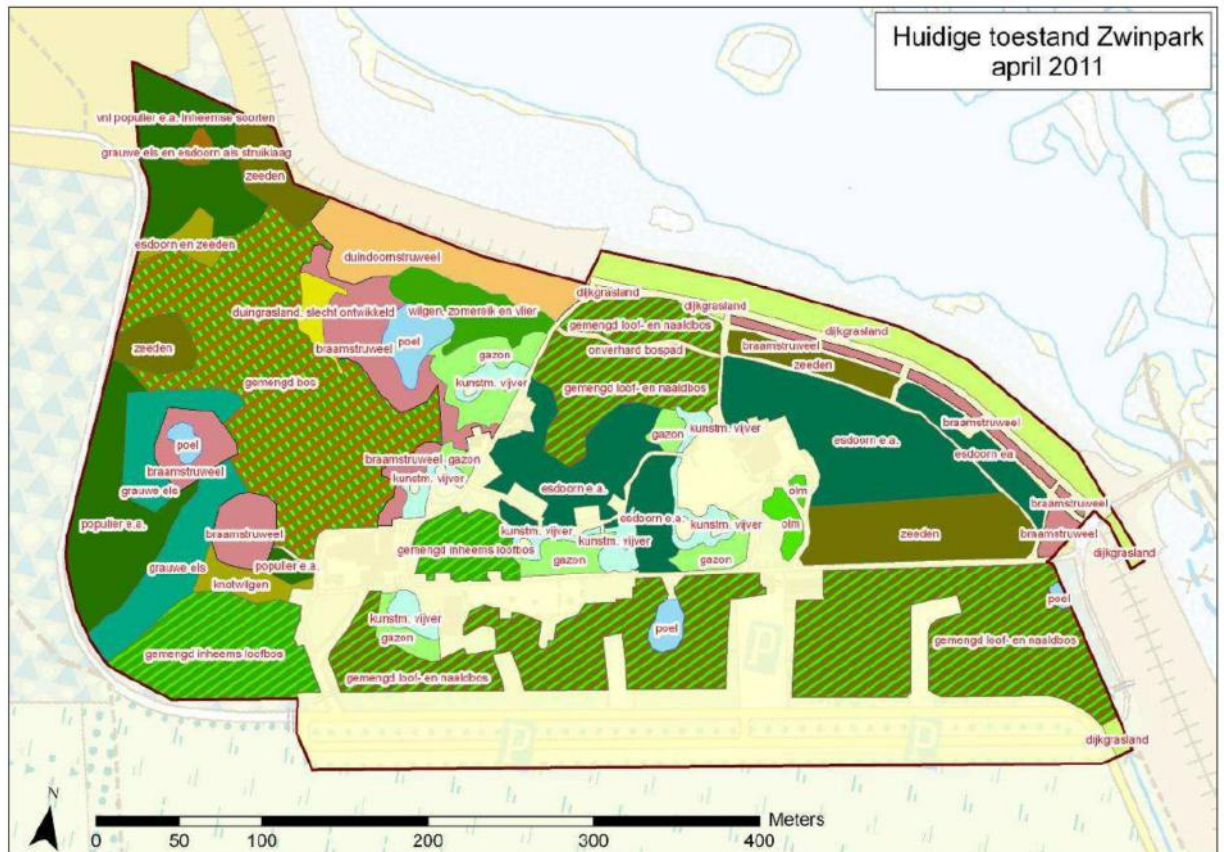 Huidige toestand Zwinpark
april 2011
vnl populier e.a. inheemse soorten
grauwe els en esdoorn als struiklaag
zeeden
esdoorn en zeeden
duindoornstruweel
dijkgrasland
dijkgrasland
duingrasland, slecht ontwikkeld
wilgen, zomereik en vlier
gemengd loof- en naaldbos
dijkgrasland
zeeden
braamstruweel
poel
gazon
onverhard bospad
braamstruweel
zeeden
gemengd bos
kunstm. vijver
gemengd loof- en naaldbos
braamstruweel
poel
braamstruweel
braamstruweel
gazon
gazon
kunstm. vijver
esdoorn e.a.
esdoorn ea
grauwe els
kunstm. vijver
esdoorn e.a.
olm
braamstruweel
populier e.a.
braamstruweel
kunstm. vijver
esdoorn e.a.
kunstm. vijver
olm
zeeden
braamstruweel
gemengd inheems loofbos
kunstm. vijver
dijkgrasland
grauwe els
populier e.a.
gazon
gazon
knotwilgen
kunstm. vijver
poel
poel
gazon
gemengd inheems loofbos
gemengd loof- en naaldbos
gemengd loof- en naaldbos
P
P
P
dijkgrasland
N
Meters
0 50 100 200 300 400